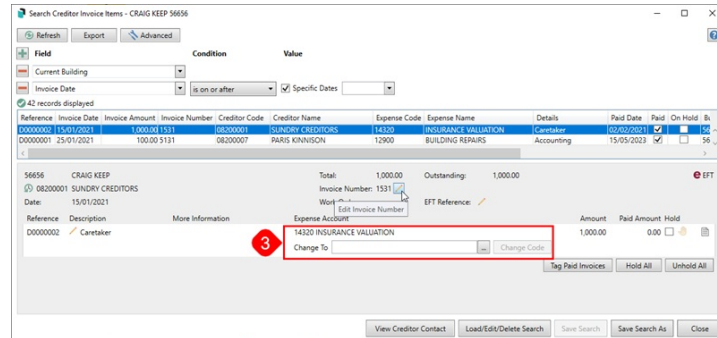 Search Creditor Invoice Items - CRAIG KEEP 56656
Refresh Export Advanced
Field Condition Value
Current Building
Invoice Date is on or after Specific Dates
42 records displayed
Reference Invoice Date Invoice Amount Invoice Number Creditor Code Creditor Name Expense Code Expense Name Details Paid Date Paid On Hold
D0000002 15/01/2021 1,000.00 1531 08200001 SUNDRY CREDITORS 14320 INSURANCE VALUATION Caretaker 02/02/2021 56
D0000001 25/01/2021 100.00 5131 08200007 PARIS KINNISON 12900 BUILDING REPAIRS Accounting 15/05/2023 56
56656 CRAIG KEEP Total: 1,000.00 Outstanding: 1,000.00 e EFT
08200001 SUNDRY CREDITORS Invoice Number: 1531
Date: 15/01/2021 EFT Reference:
Edit Invoice Number
Reference Description More Information Expense Account Amount Paid Amount Hold
D0000002 Caretaker 14320 INSURANCE VALUATION 1,000.00 0.00
3 Change To ... Change Code
Tag Paid Invoices Hold All Unhold All
View Creditor Contact Load/Edit/Delete Search Save Search Save Search As Close